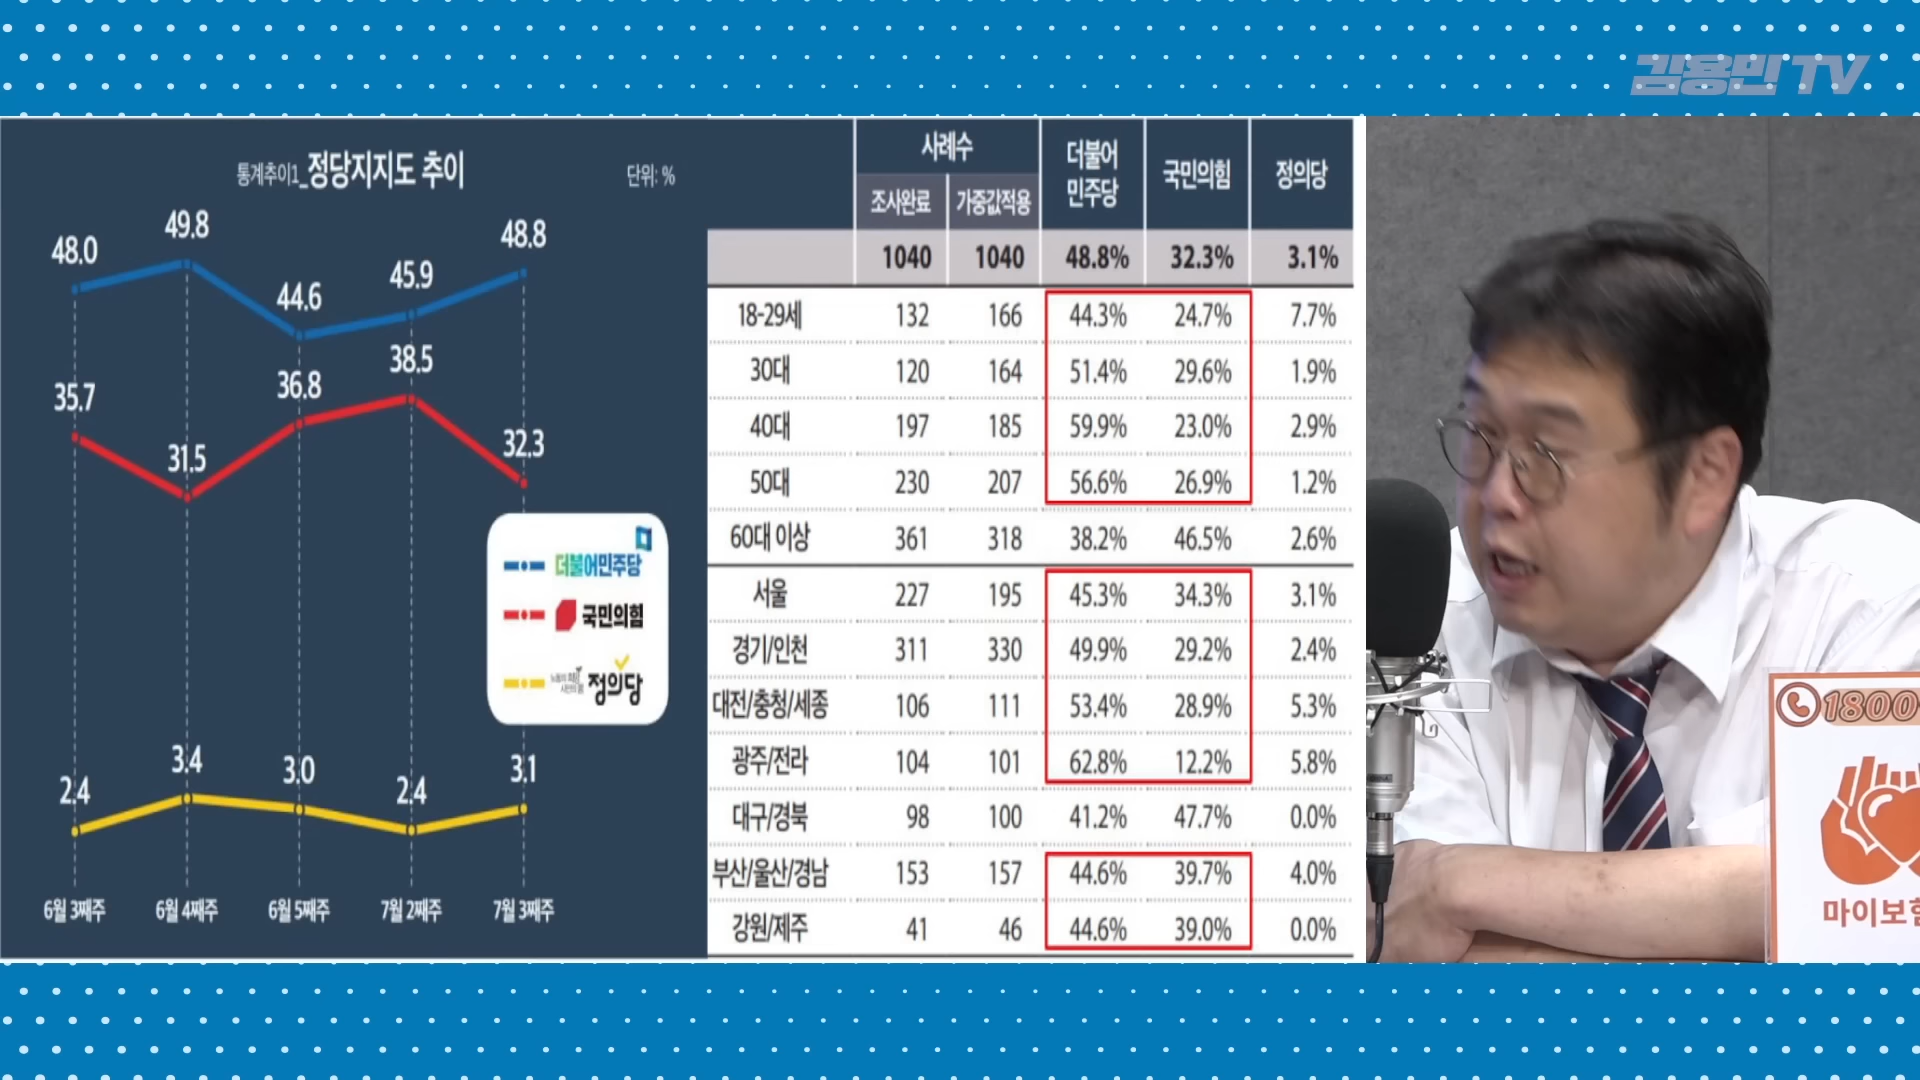 김용민 TV
통계추이1_정당지지도 추이
단위: %
48.0
49.8
44.6
45.9
48.8
35.7
31.5
36.8
38.5
32.3
2.4
3.4
3.0
2.4
3.1
더불어민주당
국민의힘
정의당
6월 3째주
6월 4째주
6월 5째주
7월 2째주
7월 3째주
사례수
더불어
민주당
국민의힘
정의당
조사완료
가중값적용
1040 1040 48.8% 32.3% 3.1%
18-29세 132 166 44.3% 24.7% 7.7%
30대 120 164 51.4% 29.6% 1.9%
40대 197 185 59.9% 23.0% 2.9%
50대 230 207 56.6% 26.9% 1.2%
60대 이상 361 318 38.2% 46.5% 2.6%
서울 227 195 45.3% 34.3% 3.1%
경기/인천 311 330 49.9% 29.2% 2.4%
대전/충청/세종 106 111 53.4% 28.9% 5.3%
광주/전라 104 101 62.8% 12.2% 5.8%
대구/경북 98 100 41.2% 47.7% 0.0%
부산/울산/경남 153 157 44.6% 39.7% 4.0%
강원/제주 41 46 44.6% 39.0% 0.0%
1800
마이보험